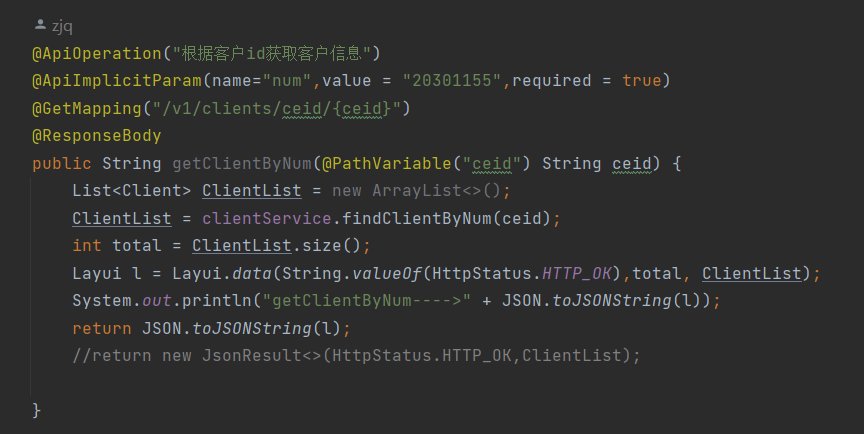 zjq
@ApiOperation("根据客户id获取客户信息")
@ApiImplicitParam(name="num",value = "20301155",required = true)
@GetMapping("/v1/clients/ceid/{ceid}")
@ResponseBody
public String getClientByNum(@PathVariable("ceid") String ceid) {
List<Client> ClientList = new ArrayList<>();
ClientList = clientService.findClientByNum(ceid);
int total = ClientList.size();
Layui l = Layui.data(String.valueOf(HttpStatus.HTTP_OK),total, ClientList);
System.out.println("getClientByNum---->" + JSON.toJSONString(l));
return JSON.toJSONString(l);
//return new JsonResult<>(HttpStatus.HTTP_OK,ClientList);
}